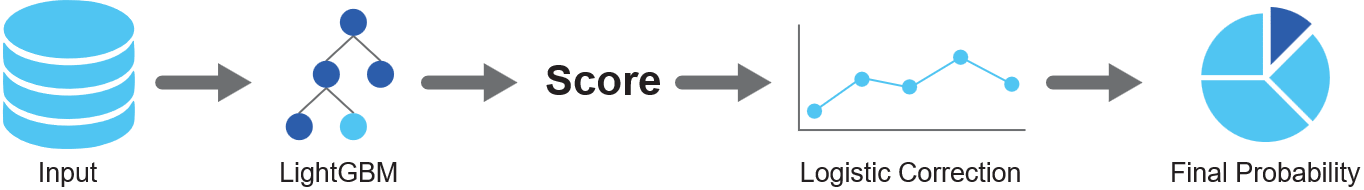 Score
Input
LightGBM
Logistic Correction
Final Probability